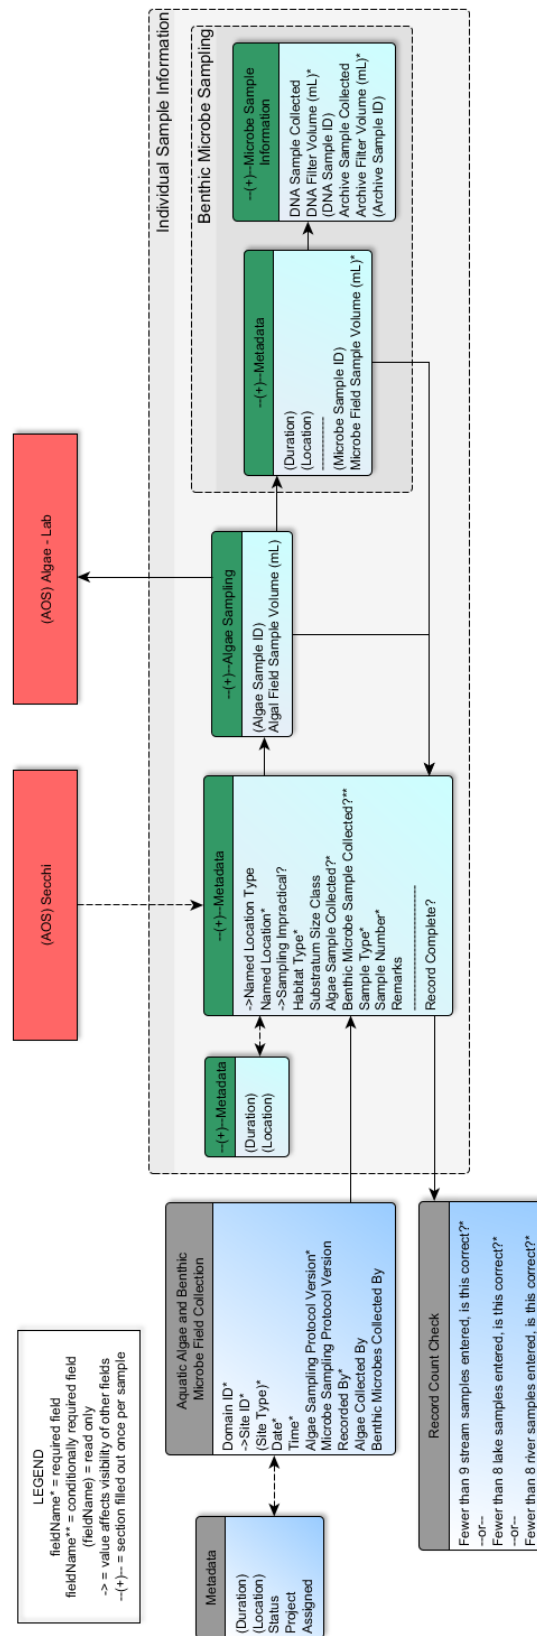 LEGEND
fieldName* = required field
fieldName** = conditionally required field
(fieldName) = read only
-> = value affects visibility of other fields
--(+)-- = section filled out once per sample
Metadata
(Duration)
(Location)
Status
Project
Assigned
Aquatic Algae and Benthic
Microbe Field Collection
Domain ID*
->Site ID*
(Site Type)*
Date*
Time*
Algae Sampling Protocol Version*
Microbe Sampling Protocol Version
Recorded By*
Algae Collected By
Benthic Microbes Collected By
Record Count Check
Fewer than 9 stream samples entered, is this correct?*
--or--
Fewer than 8 lake samples entered, is this correct?*
--or--
Fewer than 8 river samples entered, is this correct?*
(AOS) Secchi
(AOS) Algae - Lab
Individual Sample Information
--(+)--Metadata
(Duration)
(Location)
--(+)--Metadata
->Named Location Type
Named Location*
->Sampling Impractical?
Habitat Type*
Substratum Size Class
Algae Sample Collected?*
Benthic Microbe Sample Collected?**
Sample Type*
Sample Number*
Remarks
---------------
Record Complete?
--(+)--Algae Sampling
(Algae Sample ID)
Algal Field Sample Volume (mL)
Benthic Microbe Sampling
--(+)--Metadata
(Duration)
(Location)
---------------
(Microbe Sample ID)
Microbe Field Sample Volume (mL)*
--(+)--Microbe Sample
Information
DNA Sample Collected
DNA Filter Volume (mL)*
(DNA Sample ID)
Archive Sample Collected
Archive Filter Volume (mL)*
(Archive Sample ID)